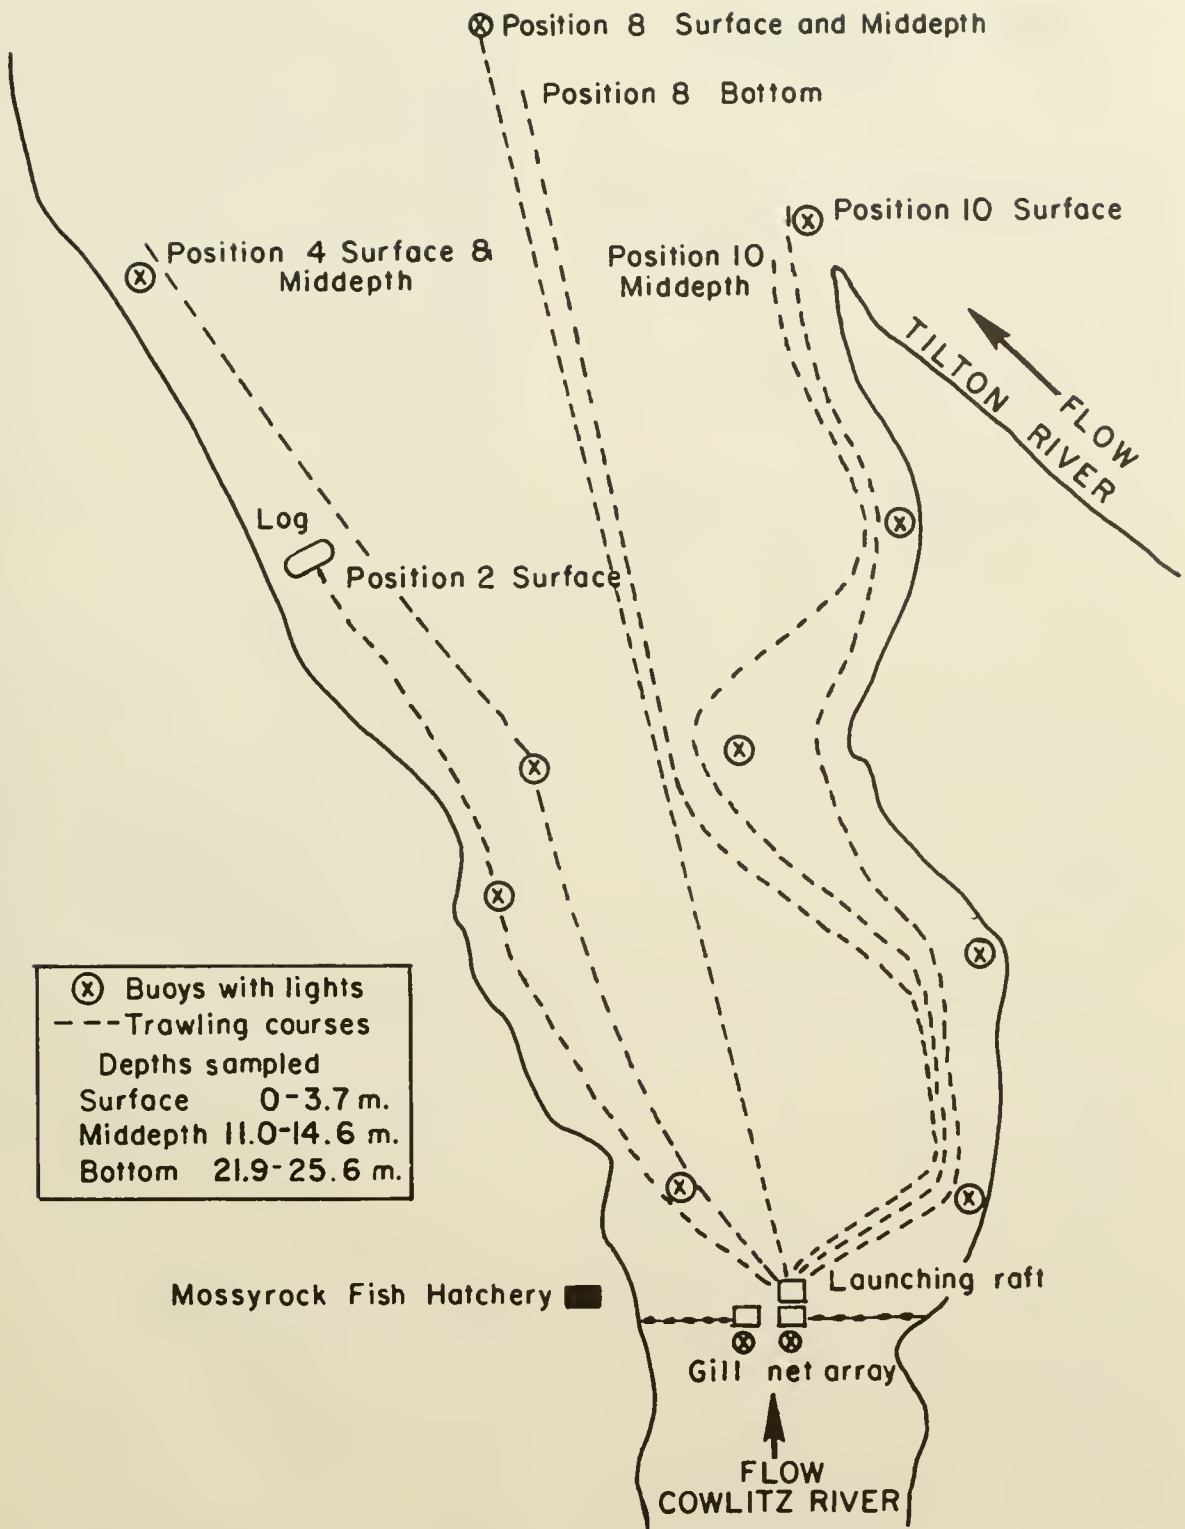 Position 8 Surface and Middepth
Position 8 Bottom
Position 10 Surface
Position 10
Middepth
Position 4 Surface &
Middepth
TILTON
RIVER
FLOW
Log
Position 2 Surface
Buoys with lights
Trawling courses
Depths sampled
Surface 0-3.7 m.
Middepth 11.0-14.6 m.
Bottom 21.9-25.6 m.
Launching raft
Mossyrock Fish Hatchery
Gill net array
FLOW
COWLITZ RIVER